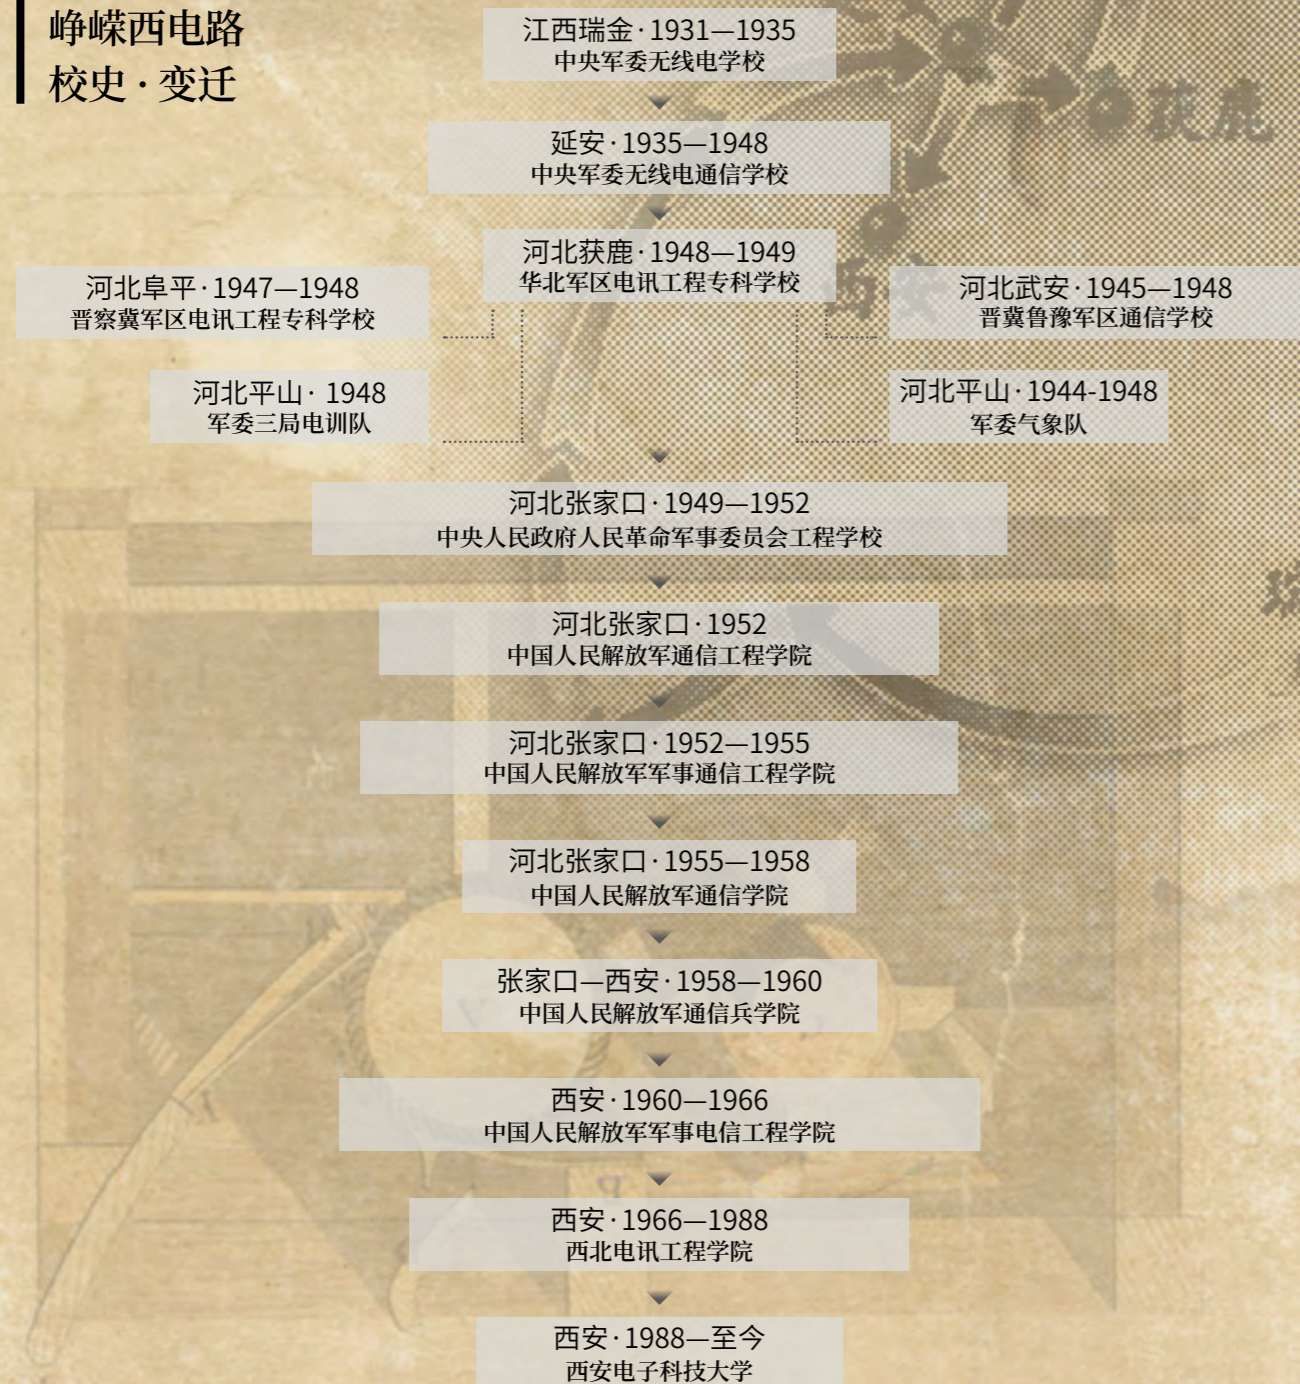 峥嵘西电路
校史·变迁
江西瑞金·1931—1935
中央军委无线电学校
延安·1935—1948
中央军委无线电通信学校
河北获鹿·1948—1949
华北军区电讯工程专科学校
河北阜平·1947—1948
晋察冀军区电讯工程专科学校
河北武安·1945—1948
晋冀鲁豫军区通信学校
河北平山· 1948
军委三局电训队
河北平山·1944-1948
军委气象队
河北张家口·1949—1952
中央人民政府人民革命军事委员会工程学校
河北张家口·1952
中国人民解放军通信工程学院
河北张家口·1952—1955
中国人民解放军军事通信工程学院
河北张家口·1955—1958
中国人民解放军通信学院
张家口—西安·1958—1960
中国人民解放军通信兵学院
西安·1960—1966
中国人民解放军军事电信工程学院
西安·1966—1988
西北电讯工程学院
西安·1988—至今
西安电子科技大学
获鹿
西安
瑞